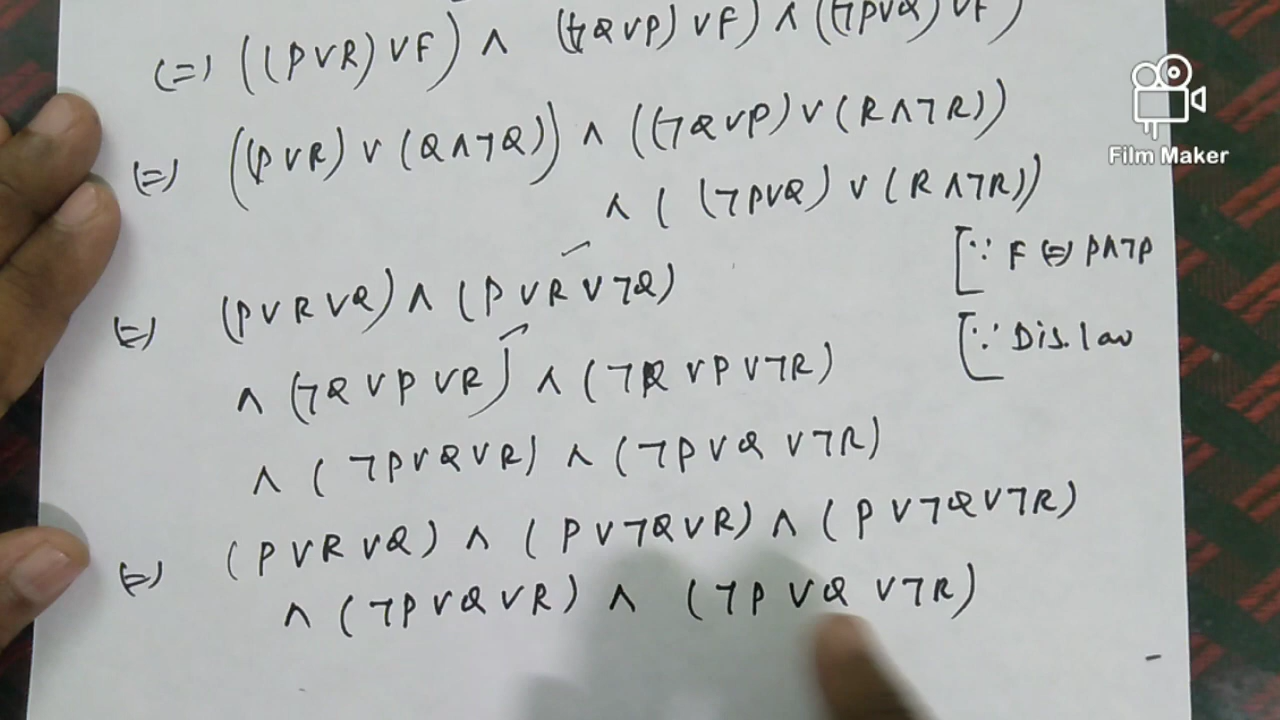 (=) ((P∨R)∨F) ∧ ((¬Q∨P)∨F) ∧ ((¬P∨Q)∨F)
(=) ((P∨R) ∨ (Q∧¬Q)) ∧ ((¬Q∨P) ∨ (R∧¬R))
∧ ( (¬P∨Q) ∨ (R∧¬R))
[∵ F (=) P∧¬P
(=) (P∨R∨Q) ∧ (P∨R∨¬Q)
[∵ Dis.law
∧ (¬Q∨P∨R) ∧ (¬Q∨P∨¬R)
∧ (¬P∨Q∨R) ∧ (¬P∨Q∨¬R)
(=) (P∨R∨Q) ∧ (P∨¬Q∨R) ∧ (P∨¬Q∨¬R)
∧ (¬P∨Q∨R) ∧ (¬P∨Q∨¬R)
Film Maker